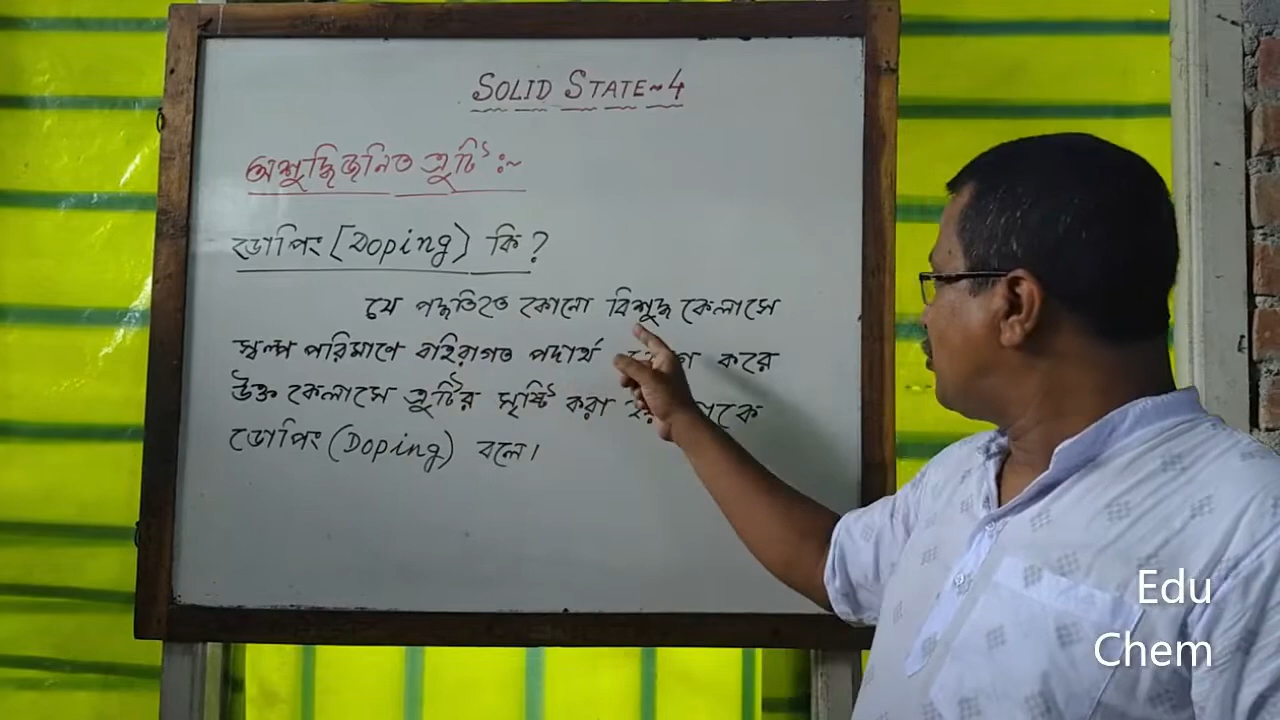 SOLID STATE~4
অশুদ্ধিজনিত ত্রুটি :~
ডোপিং [Doping) কি?
যে পদ্ধতিতে কোনো বিশুদ্ধ কেলাসে
স্বল্প পরিমাণে বহিরাগত পদার্থ করে
উক্ত কেলাসে ত্রুটির সৃষ্টি করা
ডোপিং (Doping) বলে।
Edu
Chem